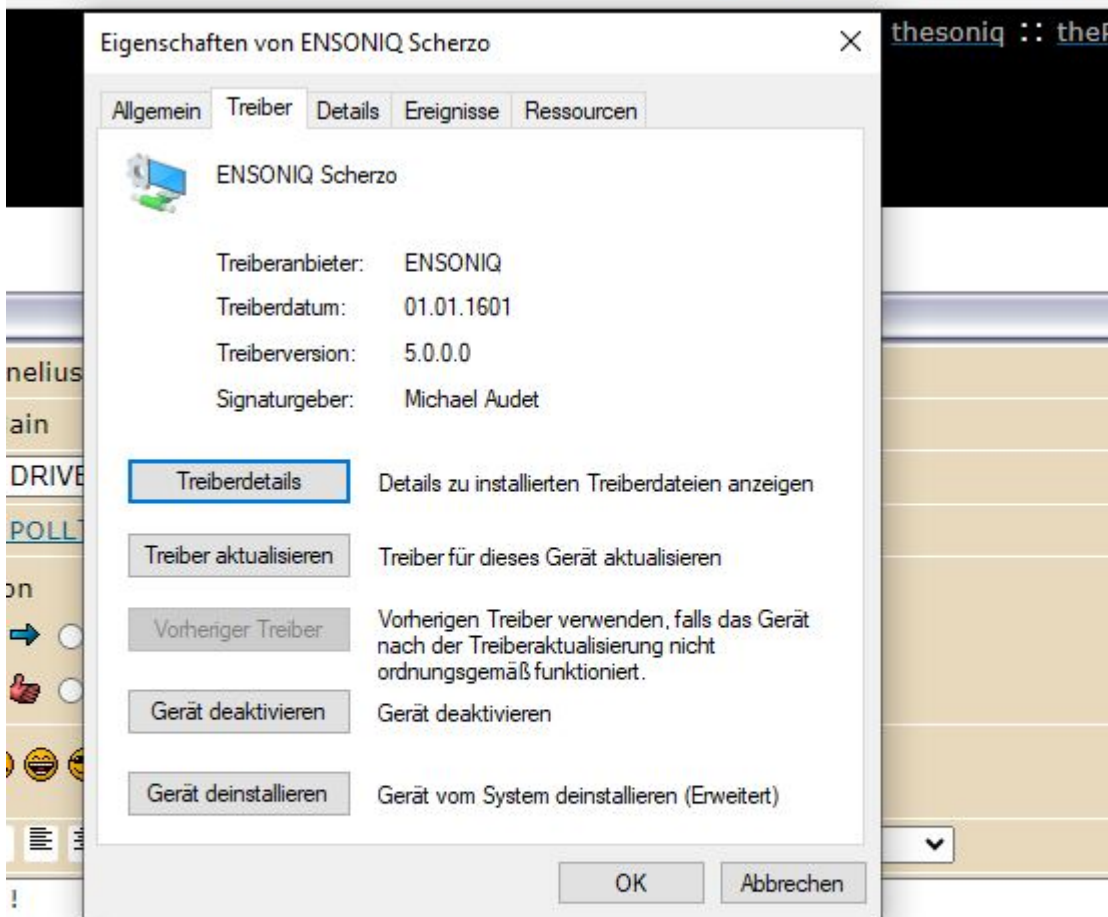 thesoniq :: theP
Eigenschaften von ENSONIQ Scherzo
Allgemein Treiber Details Ereignisse Ressourcen
ENSONIQ Scherzo
Treiberanbieter: ENSONIQ
Treiberdatum: 01.01.1601
Treiberversion: 5.0.0.0
Signaturgeber: Michael Audet
nelius
ain
DRIVE
POLL
on
Treiberdetails Details zu installierten Treiberdateien anzeigen
Treiber aktualisieren Treiber für dieses Gerät aktualisieren
Vorheriger Treiber Vorherigen Treiber verwenden, falls das Gerät
nach der Treiberaktualisierung nicht
ordnungsgemäß funktioniert.
Gerät deaktivieren Gerät deaktivieren
Gerät deinstallieren Gerät vom System deinstallieren (Erweitert)
OK Abbrechen
!